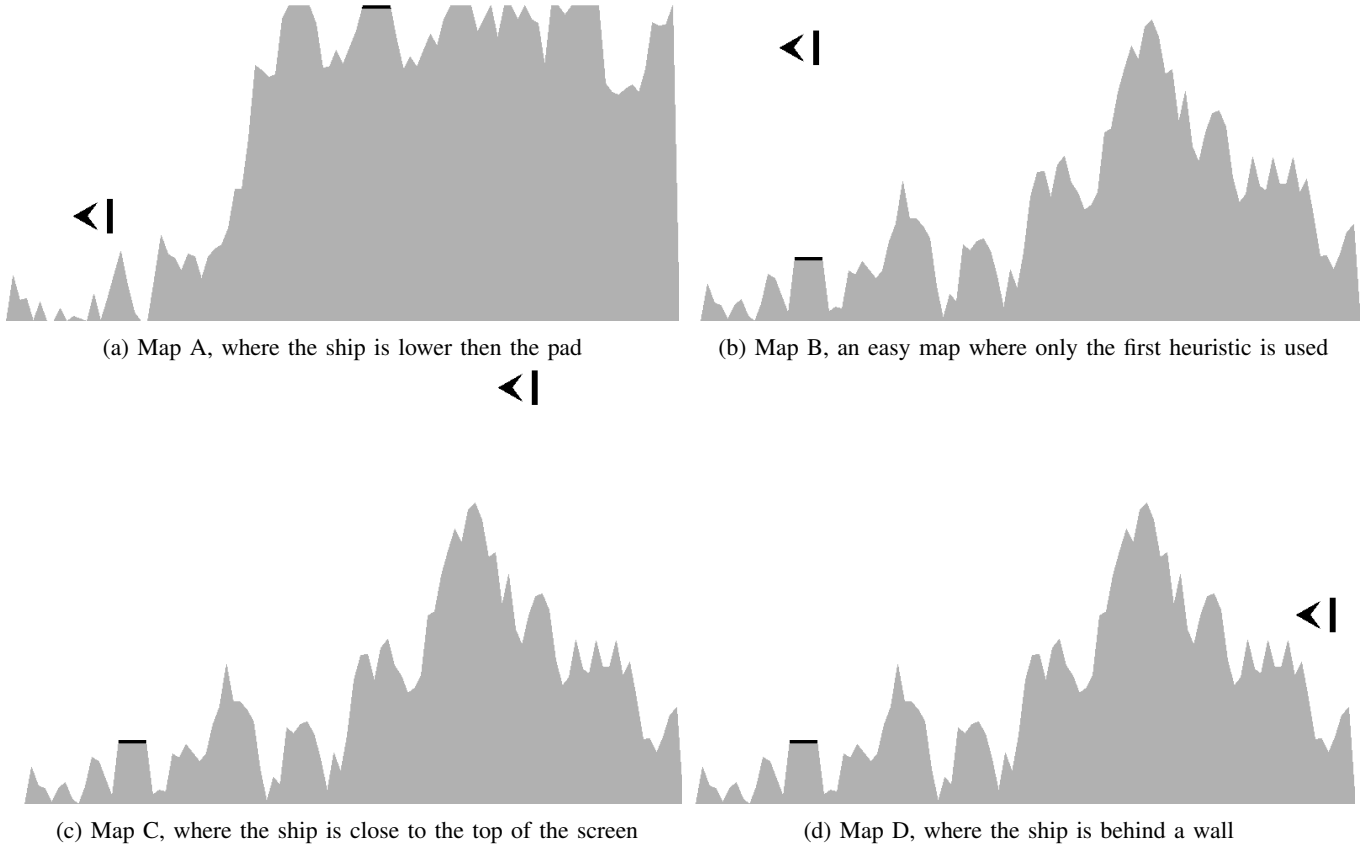 (a) Map A, where the ship is lower then the pad
(b) Map B, an easy map where only the first heuristic is used
(c) Map C, where the ship is close to the top of the screen
(d) Map D, where the ship is behind a wall